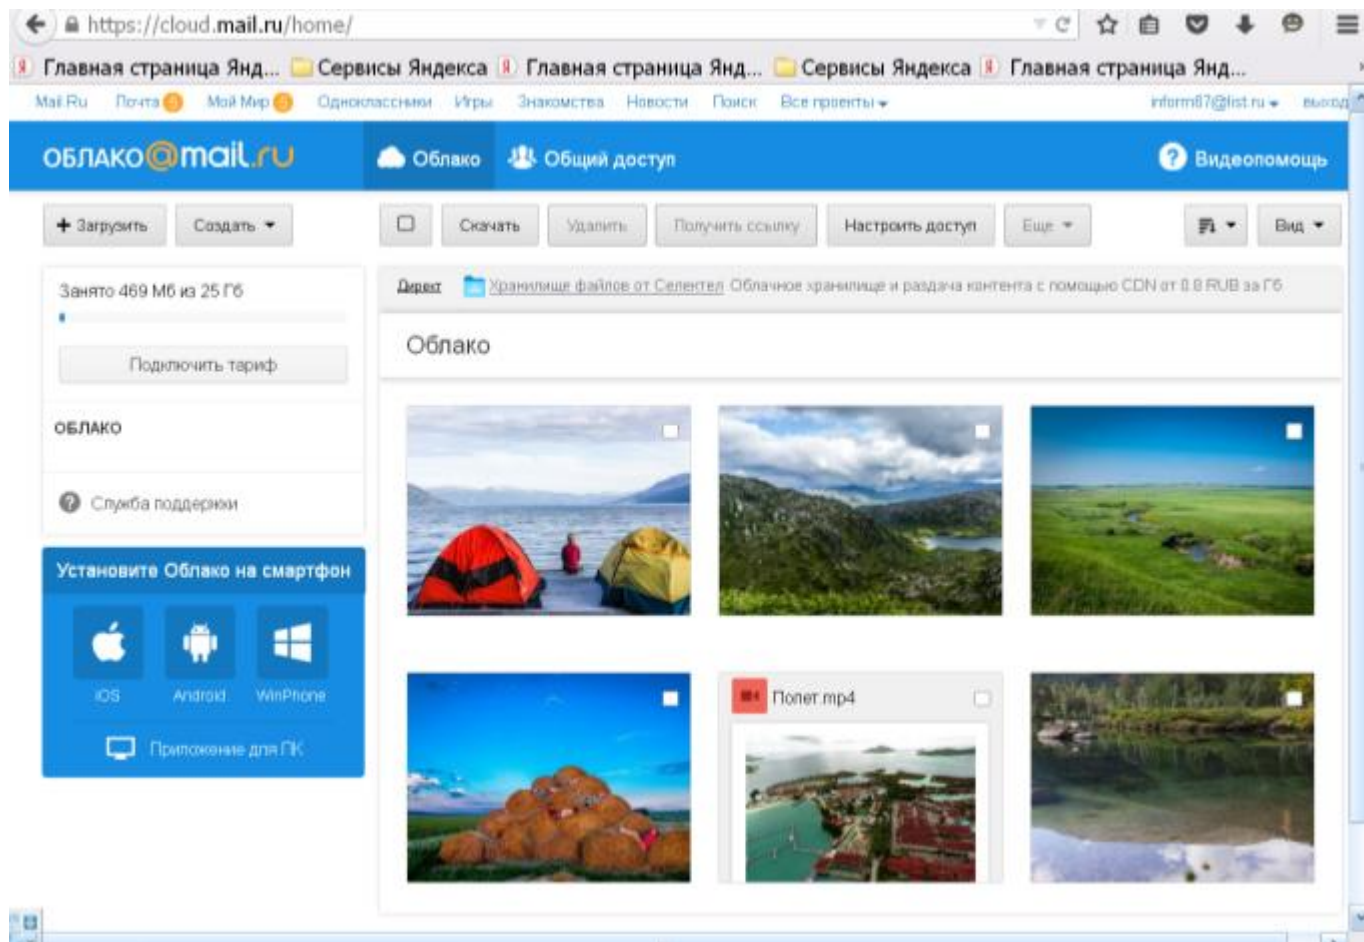 https://cloud.mail.ru/home/
Главная страница Янд... Сервисы Яндекса Главная страница Янд... Сервисы Яндекса Главная страница Янд...
Mail.Ru Почта Мой Мир Одноклассники Игры Знакомства Новости Поиск Все проекты inform87@list.ru выход
ОБЛАКО@mail.ru Облако Общий доступ ? Видеопомощь
+ Загрузить Создать Скачать Удалить Получить ссылку Настроить доступ Еще Вид
Занято 469 Мб из 25 Гб
Директ Хранилище файлов от Селектел Облачное хранилище и раздача контента с помощью CDN от 0.8 RUB за Гб
Подключить тариф
Облако
ОБЛАКО
? Служба поддержки
Установите Облако на смартфон
iOS Android WinPhone
Приложение для ПК
Полет.mp4